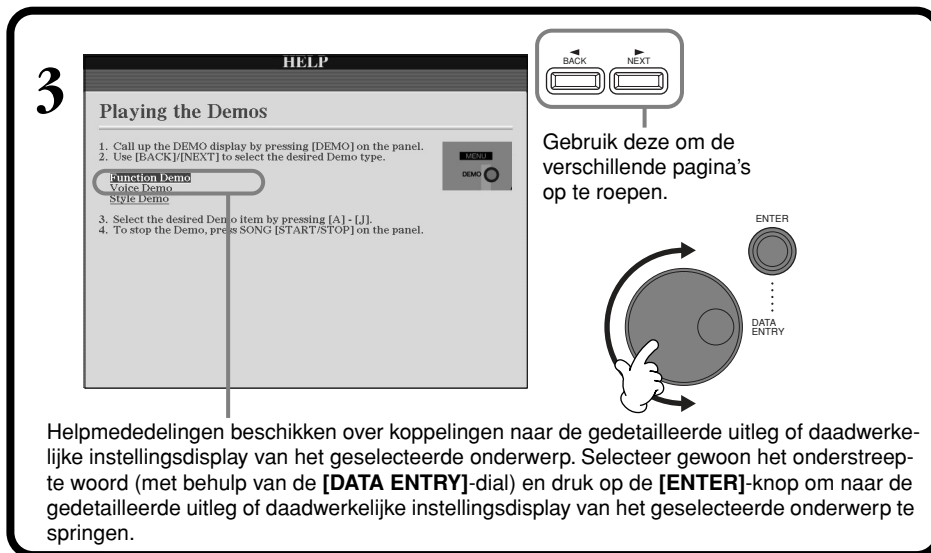 3
HELP
Playing the Demos
1. Call up the DEMO display by pressing [DEMO] on the panel.
2. Use [BACK]/[NEXT] to select the desired Demo type.
Function Demo
Voice Demo
Style Demo
3. Select the desired Demo item by pressing [A] - [J].
4. To stop the Demo, press SONG [START/STOP] on the panel.
MENU
DEMO
BACK
NEXT
Gebruik deze om de
verschillende pagina's
op te roepen.
ENTER
DATA
ENTRY
Helpmededelingen beschikken over koppelingen naar de gedetailleerde uitleg of daadwerke-
lijke instellingsdisplay van het geselecteerde onderwerp. Selecteer gewoon het onderstreep-
te woord (met behulp van de [DATA ENTRY]-dial) en druk op de [ENTER]-knop om naar de
gedetailleerde uitleg of daadwerkelijke instellingsdisplay van het geselecteerde onderwerp te
springen.